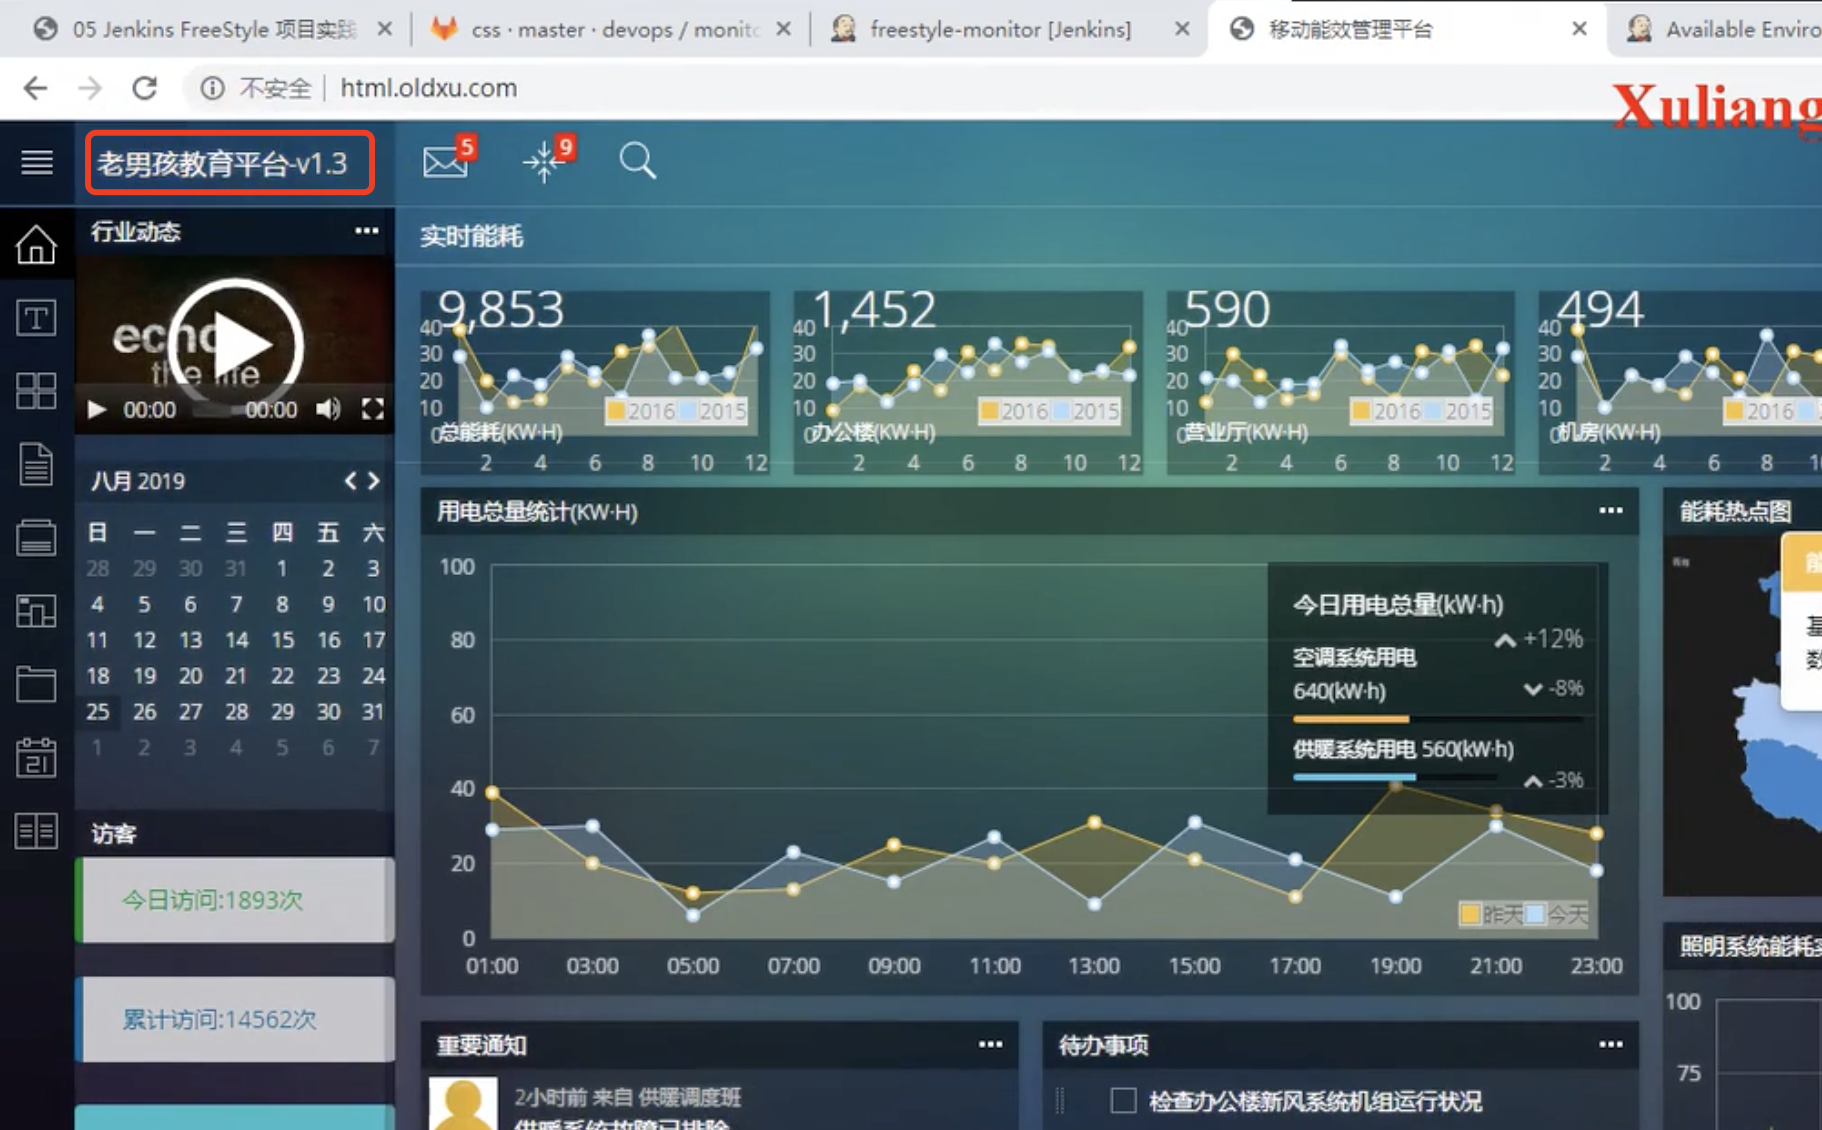 05 Jenkins FreeStyle 项目实践
css · master · devops / monito
freestyle-monitor [Jenkins]
移动能效管理平台
Available Enviro
不安全 | html.oldxu.com
Xuliang
老男孩教育平台-v1.3
5
9
行业动态
实时能耗
echo
the life
00:00
00:00
9,853
40
30
20
10
0
2016 2015
总能耗(KW·H)
2 4 6 8 10 12
1,452
40
30
20
10
0
2016 2015
办公楼(KW·H)
2 4 6 8 10 12
590
40
30
20
10
0
2016 2015
营业厅(KW·H)
2 4 6 8 10 12
494
40
30
20
10
0
2016
机房(KW·H)
2 4 6 8
八月 2019
日 一 二 三 四 五 六
28 29 30 31 1 2 3
4 5 6 7 8 9 10
11 12 13 14 15 16 17
18 19 20 21 22 23 24
25 26 27 28 29 30 31
1 2 3 4 5 6 7
21
用电总量统计(KW·H)
100
80
60
40
20
0
今日用电总量(kW·h)
+12%
空调系统用电
640(kW·h)
-8%
供暖系统用电 560(kW·h)
-3%
昨天 今天
01:00 03:00 05:00 07:00 09:00 11:00 13:00 15:00 17:00 19:00 21:00 23:00
能耗热点图
能
基
数
访客
今日访问:1893次
累计访问:14562次
重要通知
2小时前 来自 供暖调度班
供暖系统故障已排除
待办事项
检查办公楼新风系统机组运行状况
照明系统能耗实
100
75